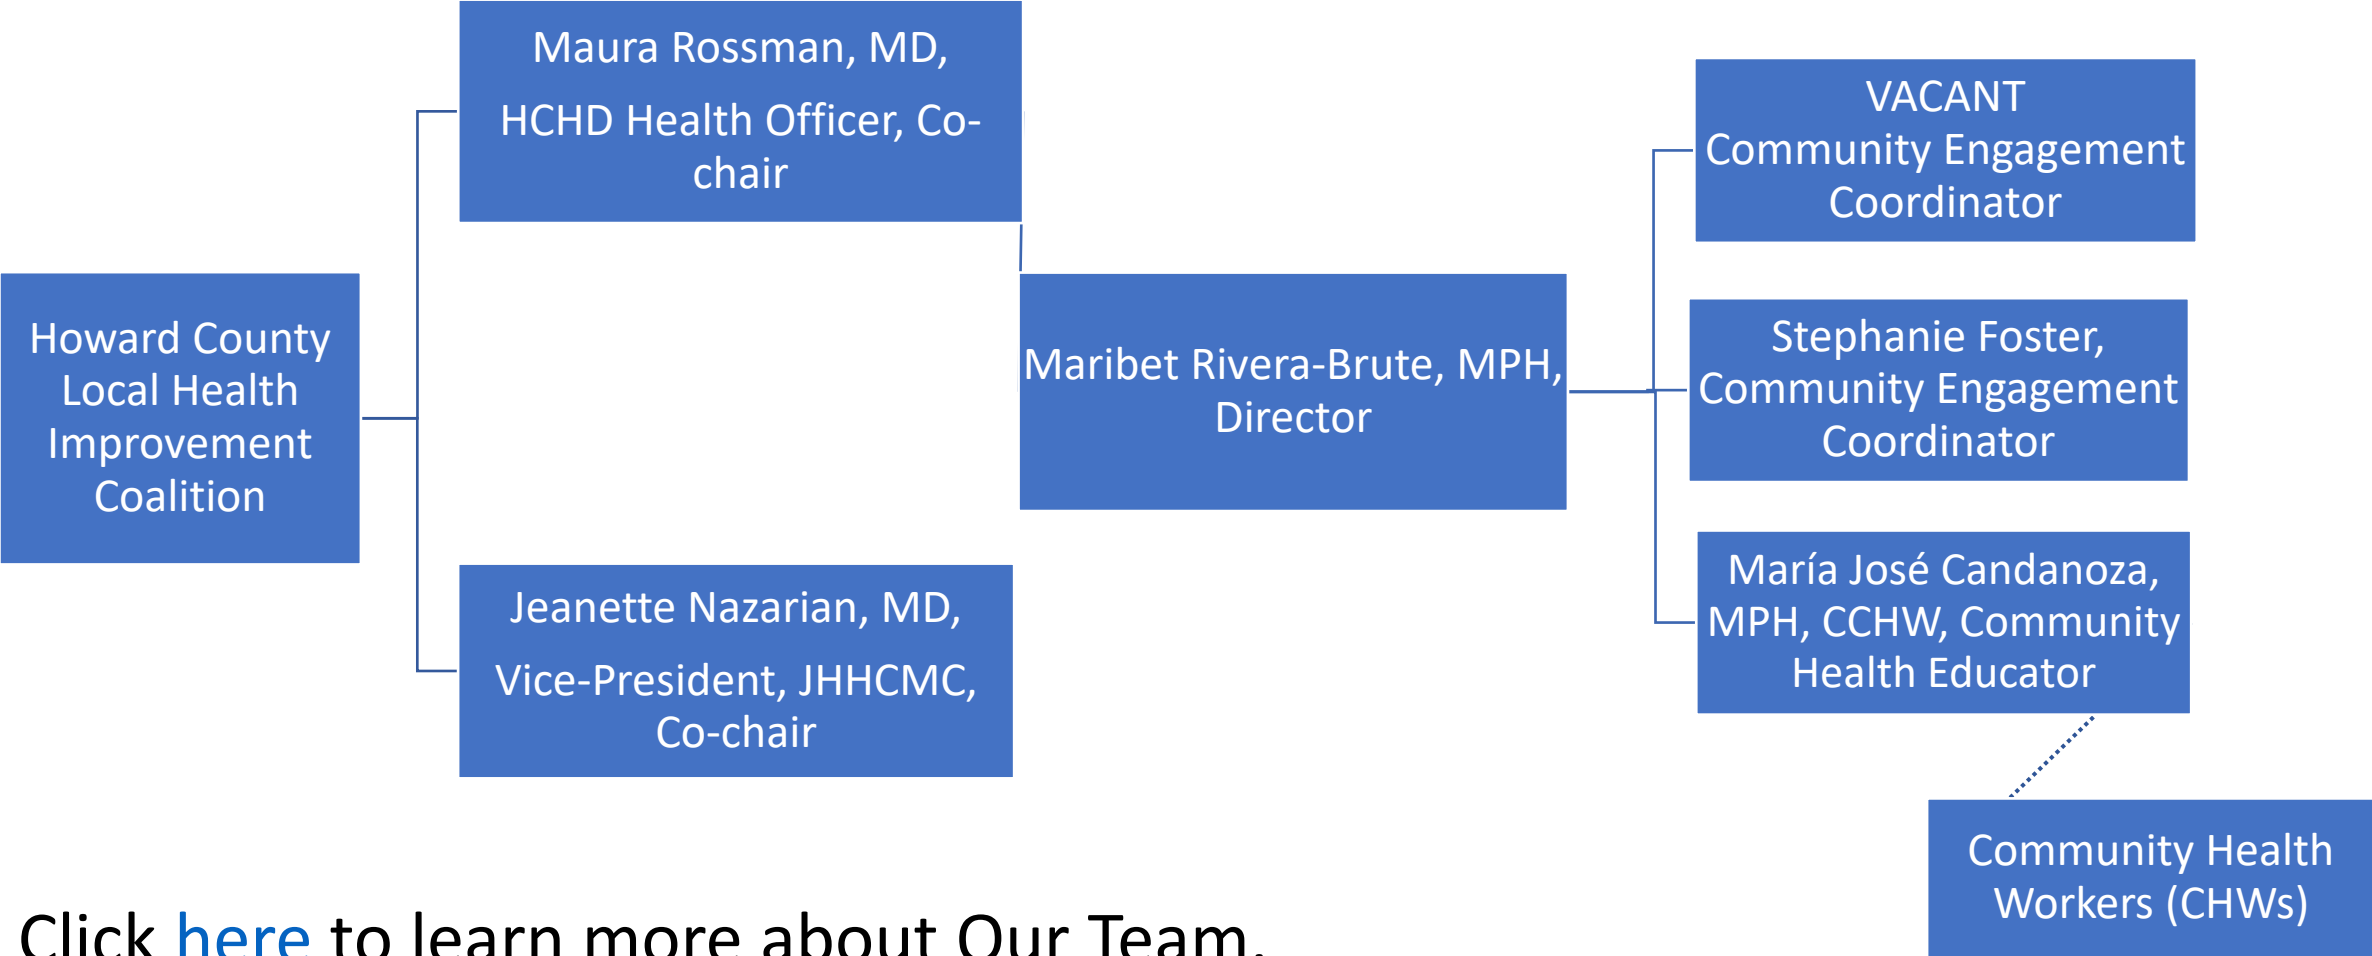 Howard County
Local Health
Improvement
Coalition
Maura Rossman, MD,
HCHD Health Officer, Co-
chair
Jeanette Nazarian, MD,
Vice-President, JHHCMC,
Co-chair
Maribet Rivera-Brute, MPH,
Director
VACANT
Community Engagement
Coordinator
Stephanie Foster,
Community Engagement
Coordinator
María José Candanoza,
MPH, CCHW, Community
Health Educator
Community Health
Workers (CHWs)
Click here to learn more about Our Team.